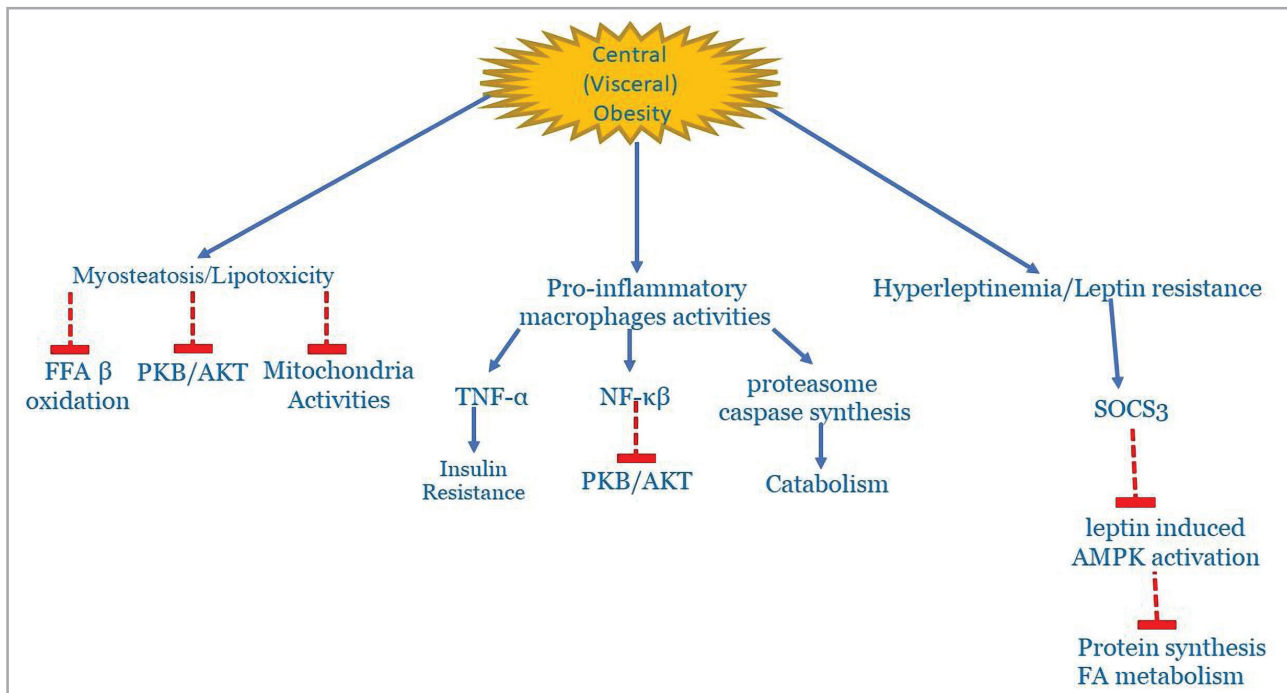 Central
(Visceral)
Obesity
Myosteatosis/Lipotoxicity
FFA β
oxidation
PKB/AKT
Mitochondria
Activities
Pro-inflammatory
macrophages activities
TNF-α
Insulin
Resistance
NF-κβ
PKB/AKT
proteasome
caspase synthesis
Catabolism
Hyperleptinemia/Leptin resistance
SOCS3
leptin induced
AMPK activation
Protein synthesis
FA metabolism